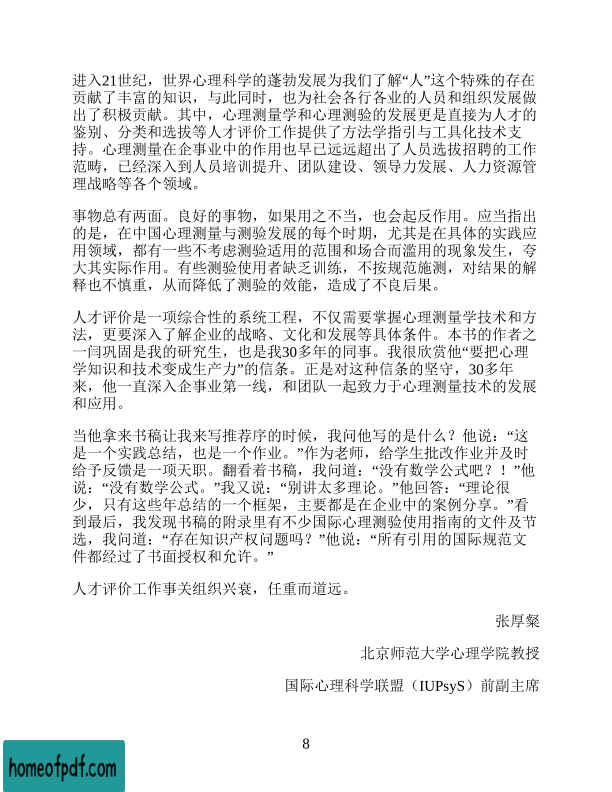 进入21世纪，世界心理科学的蓬勃发展为我们了解“人”这个特殊的存在
贡献了丰富的知识，与此同时，也为社会各行各业的人员和组织发展做
出了积极贡献。其中，心理测量学和心理测验的发展更是直接为人才的
鉴别、分类和选拔等人才评价工作提供了方法学指引与工具化技术支
持。心理测量在企事业中的作用也早已远远超出了人员选拔招聘的工作
范畴，已经深入到人员培训提升、团队建设、领导力发展、人力资源管
理战略等各个领域。
事物总有两面。良好的事物，如果用之不当，也会起反作用。应当指出
的是，在中国心理测量与测验发展的每个时期，尤其是在具体的实践应
用领域，都有一些不考虑测验适用的范围和场合而滥用的现象发生，夸
大其实际作用。有些测验使用者缺乏训练，不按规范施测，对结果的解
释也不慎重，从而降低了测验的效能，造成了不良后果。
人才评价是一项综合性的系统工程，不仅需要掌握心理测量学技术和方
法，更要深入了解企业的战略、文化和发展等具体条件。本书的作者之
一闫巩固是我的研究生，也是我30多年的同事。我很欣赏他“要把心理
学知识和技术变成生产力”的信条。正是对这种信条的坚守，30多年
来，他一直深入企事业第一线，和团队一起致力于心理测量技术的发展
和应用。
当他拿来书稿让我来写推荐序的时候，我问他写的是什么？他说：“这
是一个实践总结，也是一个作业。”作为老师，给学生批改作业并及时
给予反馈是一项天职。翻看着书稿，我问道：“没有数学公式吧？！”他
说：“没有数学公式。”我又说：“别讲太多理论。”他回答：“理论很
少，只有这些年总结的一个框架，主要都是在企业中的案例分享。”看
到最后，我发现书稿的附录里有不少国际心理测验使用指南的文件及节
选，我问道：“存在知识产权问题吗？”他说：“所有引用的国际规范文
件都经过了书面授权和允许。”
人才评价工作事关组织兴衰，任重而道远。
张厚粲
北京师范大学心理学院教授
国际心理科学联盟（IUPsyS）前副主席
8
homeofpdf.com